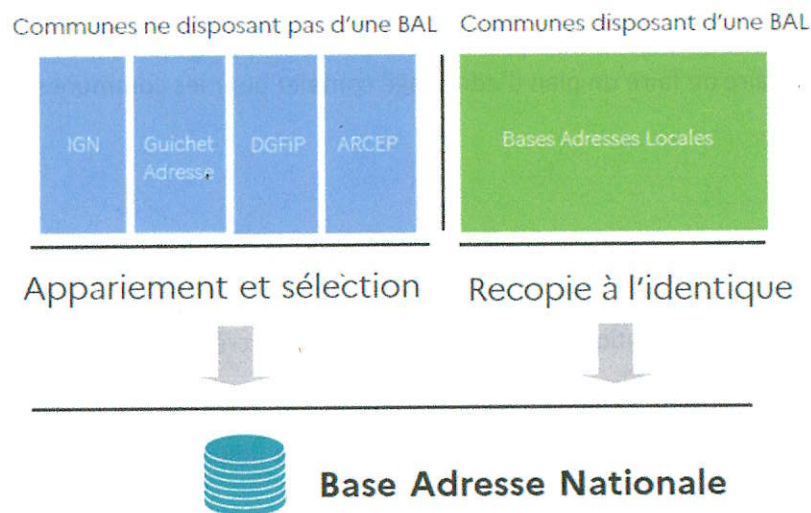 Communes ne disposant pas d'une BAL
Communes disposant d'une BAL
IGN
Guichet
Adresse
DGFiP
ARCEP
Bases Adresses Locales
Appariement et sélection
Recopie à l'identique
Base Adresse Nationale